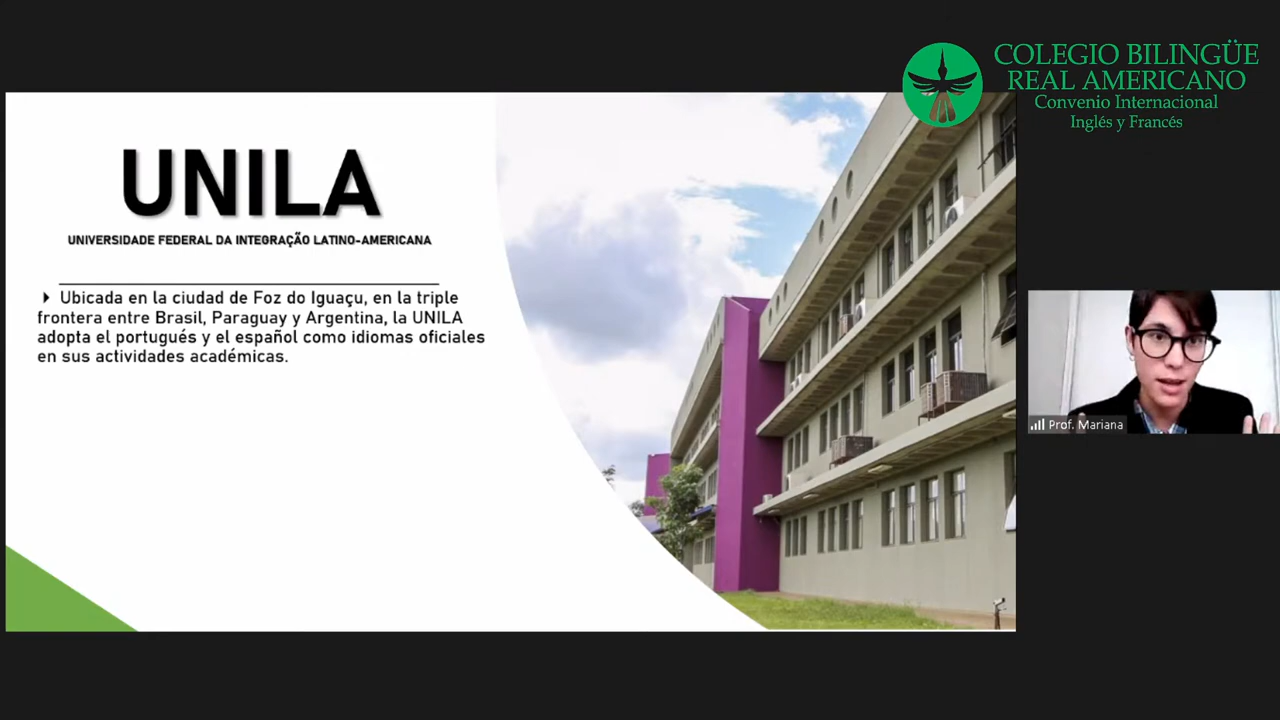 COLEGIO BILINGÜE
REAL AMERICANO
Convenio Internacional
Inglés y Francés
UNILA
UNIVERSIDADE FEDERAL DA INTEGRAÇÃO LATINO-AMERICANA
Ubicada en la ciudad de Foz do Iguaçu, en la triple
frontera entre Brasil, Paraguay y Argentina, la UNILA
adopta el portugués y el español como idiomas oficiales
en sus actividades académicas.
Prof. Mariana